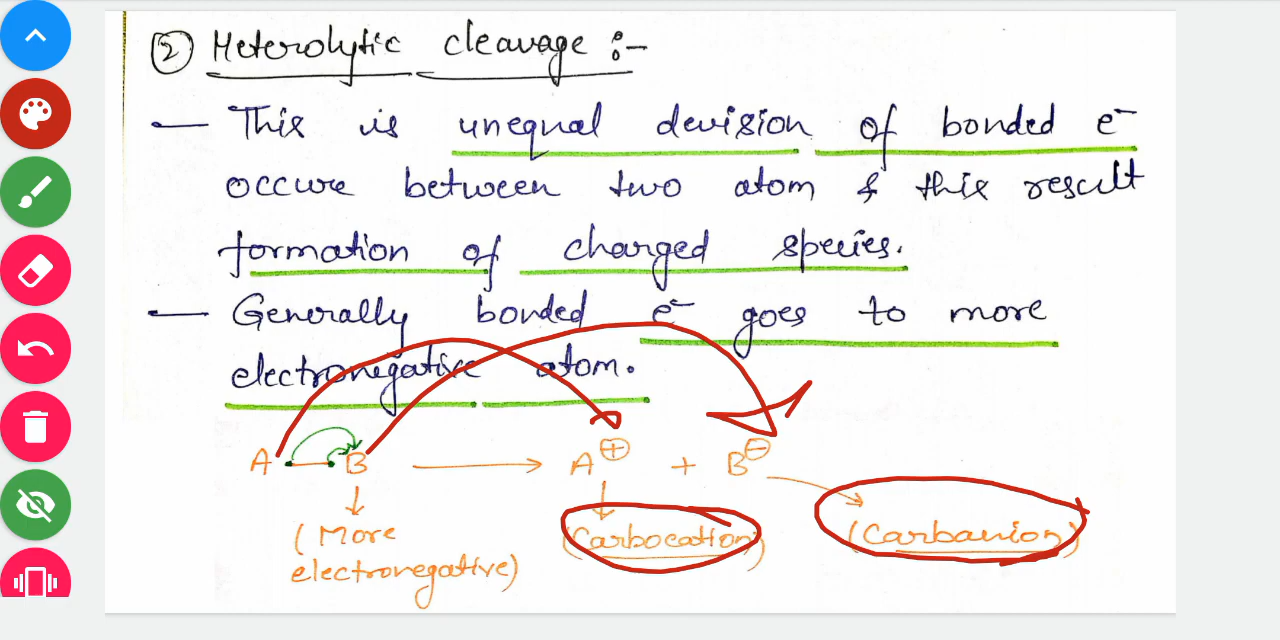 ② Heterolytic cleavage :-
— This is unequal devision of bonded e⁻
occure between two atom & this result
formation of charged species.
— Generally bonded e⁻ goes to more
electronegative atom.
A — B → A⊕ + B⊖
(More
electronegative)
(Carbocation)
(Carbanion)